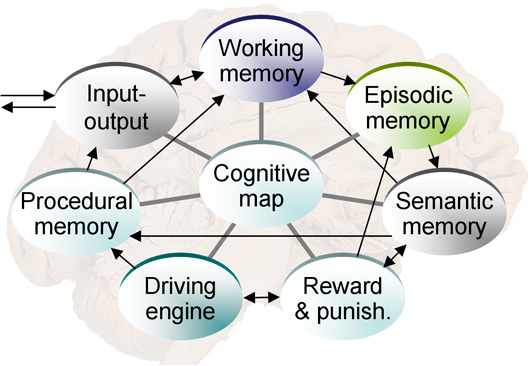 Working
memory
Input-
output
Episodic
memory
Cognitive
map
Procedural
memory
Semantic
memory
Driving
engine
Reward
& punish.